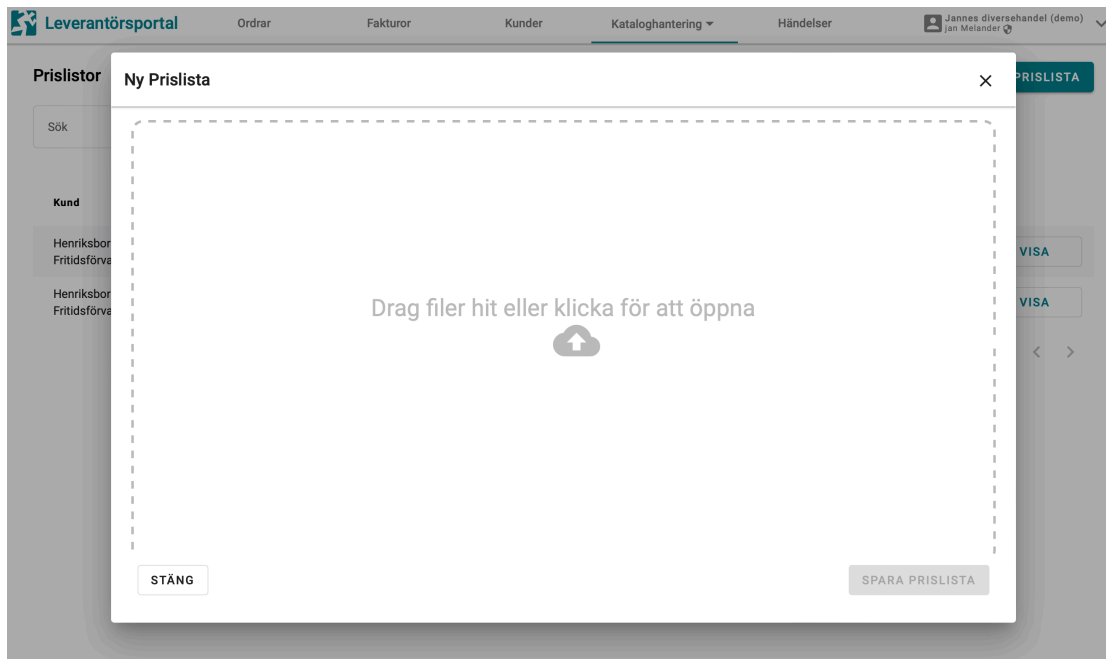 Leverantörsportal
Ordrar
Fakturor
Kunder
Kataloghantering
Händelser
Jannes diversehandel (demo)
jan Melander
Prislistor
PRISLISTA
Ny Prislista
Sök
Kund
Henriksbor
Fritidsförva
VISA
Henriksbor
Fritidsförva
VISA
Drag filer hit eller klicka för att öppna
STÄNG
SPARA PRISLISTA